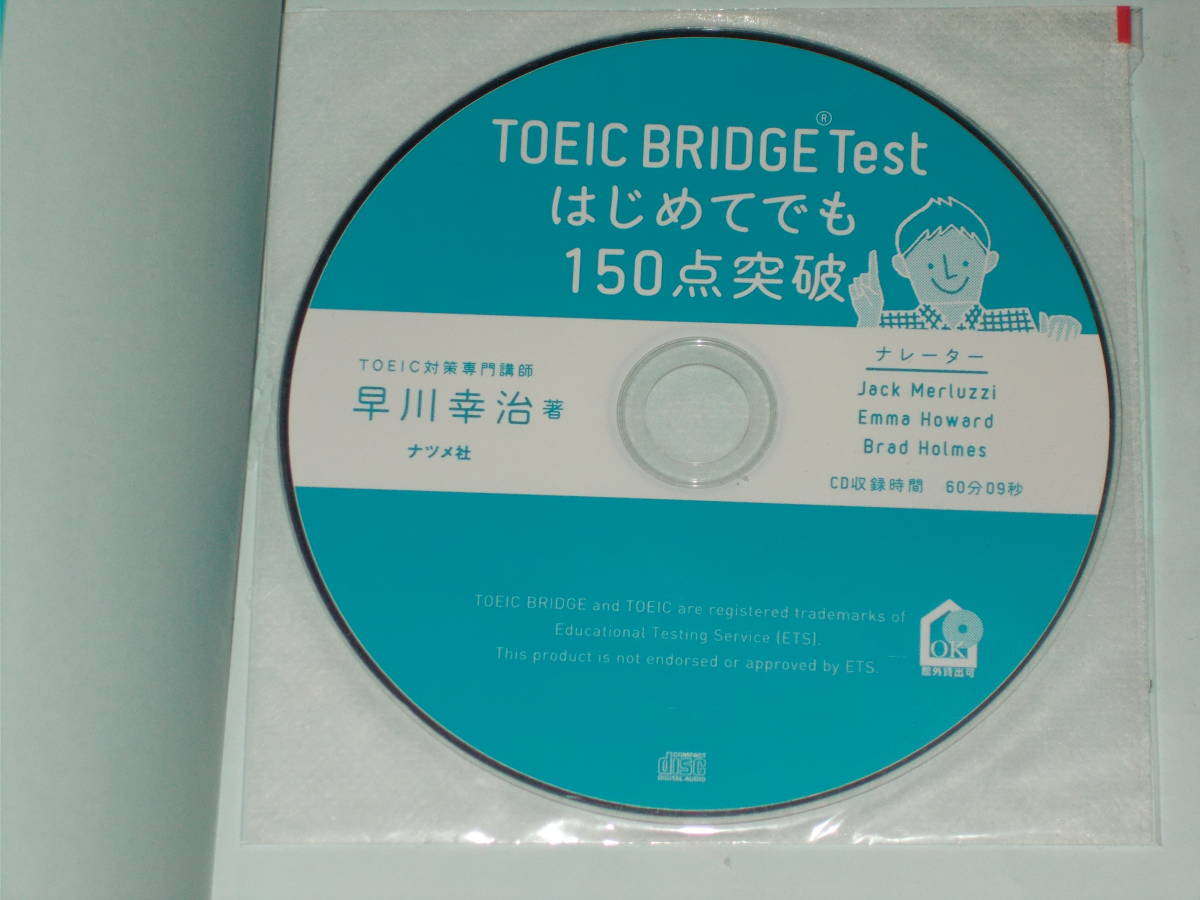 TOEIC BRIDGE® Test
はじめてでも
150点突破
TOEIC対策専門講師
早川幸治 著
ナツメ社
ナレーター
Jack Merluzzi
Emma Howard
Brad Holmes
CD収録時間 60分09秒
TOEIC BRIDGE and TOEIC are registered trademarks of
Educational Testing Service (ETS).
This product is not endorsed or approved by ETS.
OK
館外貸出可
COMPACT
disc
DIGITAL AUDIO